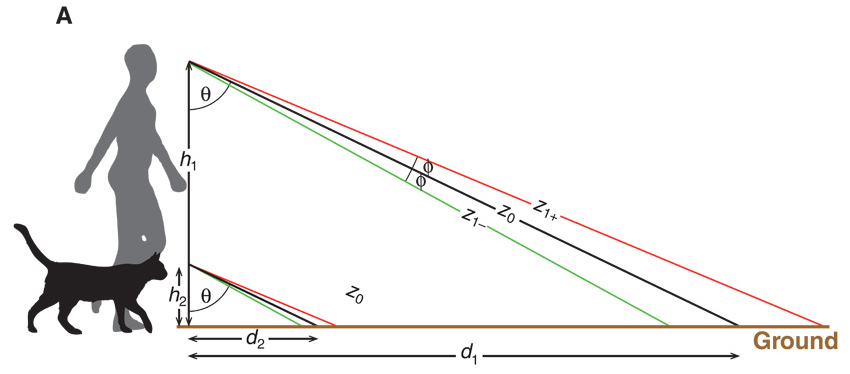 A
θ
h₁
ϕ
ϕ
z₁₊
z₀
z₁₋
h₂
θ
z₀
d₂
Ground
d₁